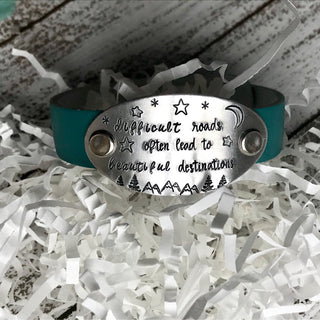 difficult roads
often lead to
beautiful destinations